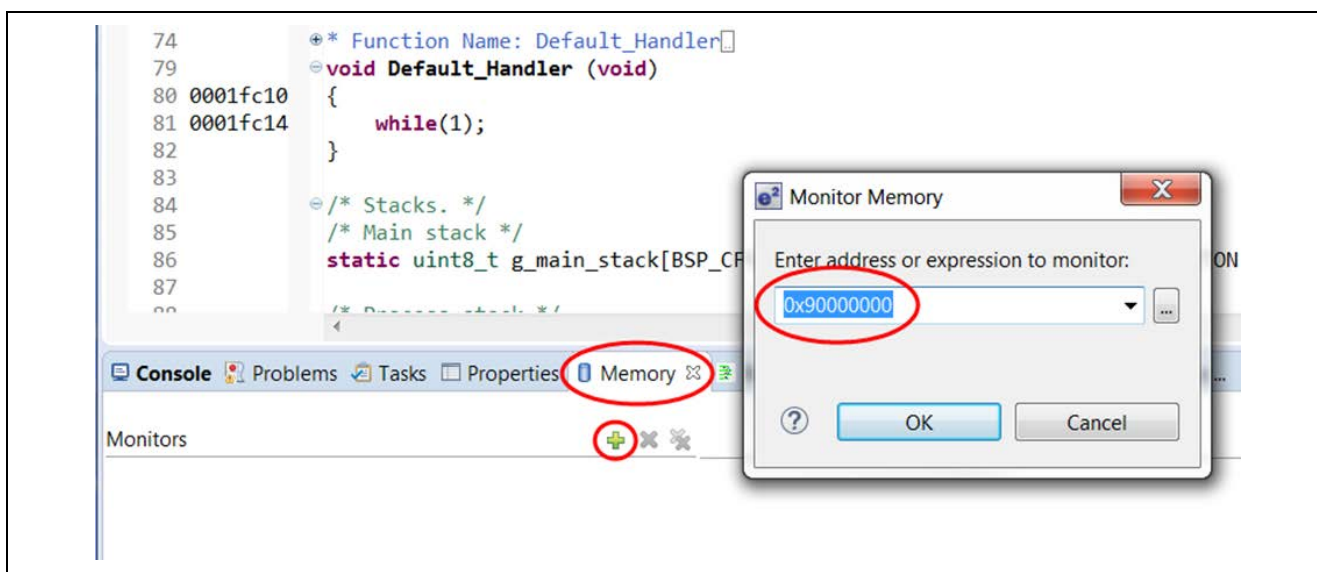 74 * Function Name: Default_Handler
79 void Default_Handler (void)
80 0001fc10 {
81 0001fc14 while(1);
82 }
83
84 /* Stacks. */
85 /* Main stack */
86 static uint8_t g_main_stack[BSP_CF ON
87
Console Problems Tasks Properties Memory ...
Monitors
e² Monitor Memory
Enter address or expression to monitor:
0x90000000 ...
? OK Cancel